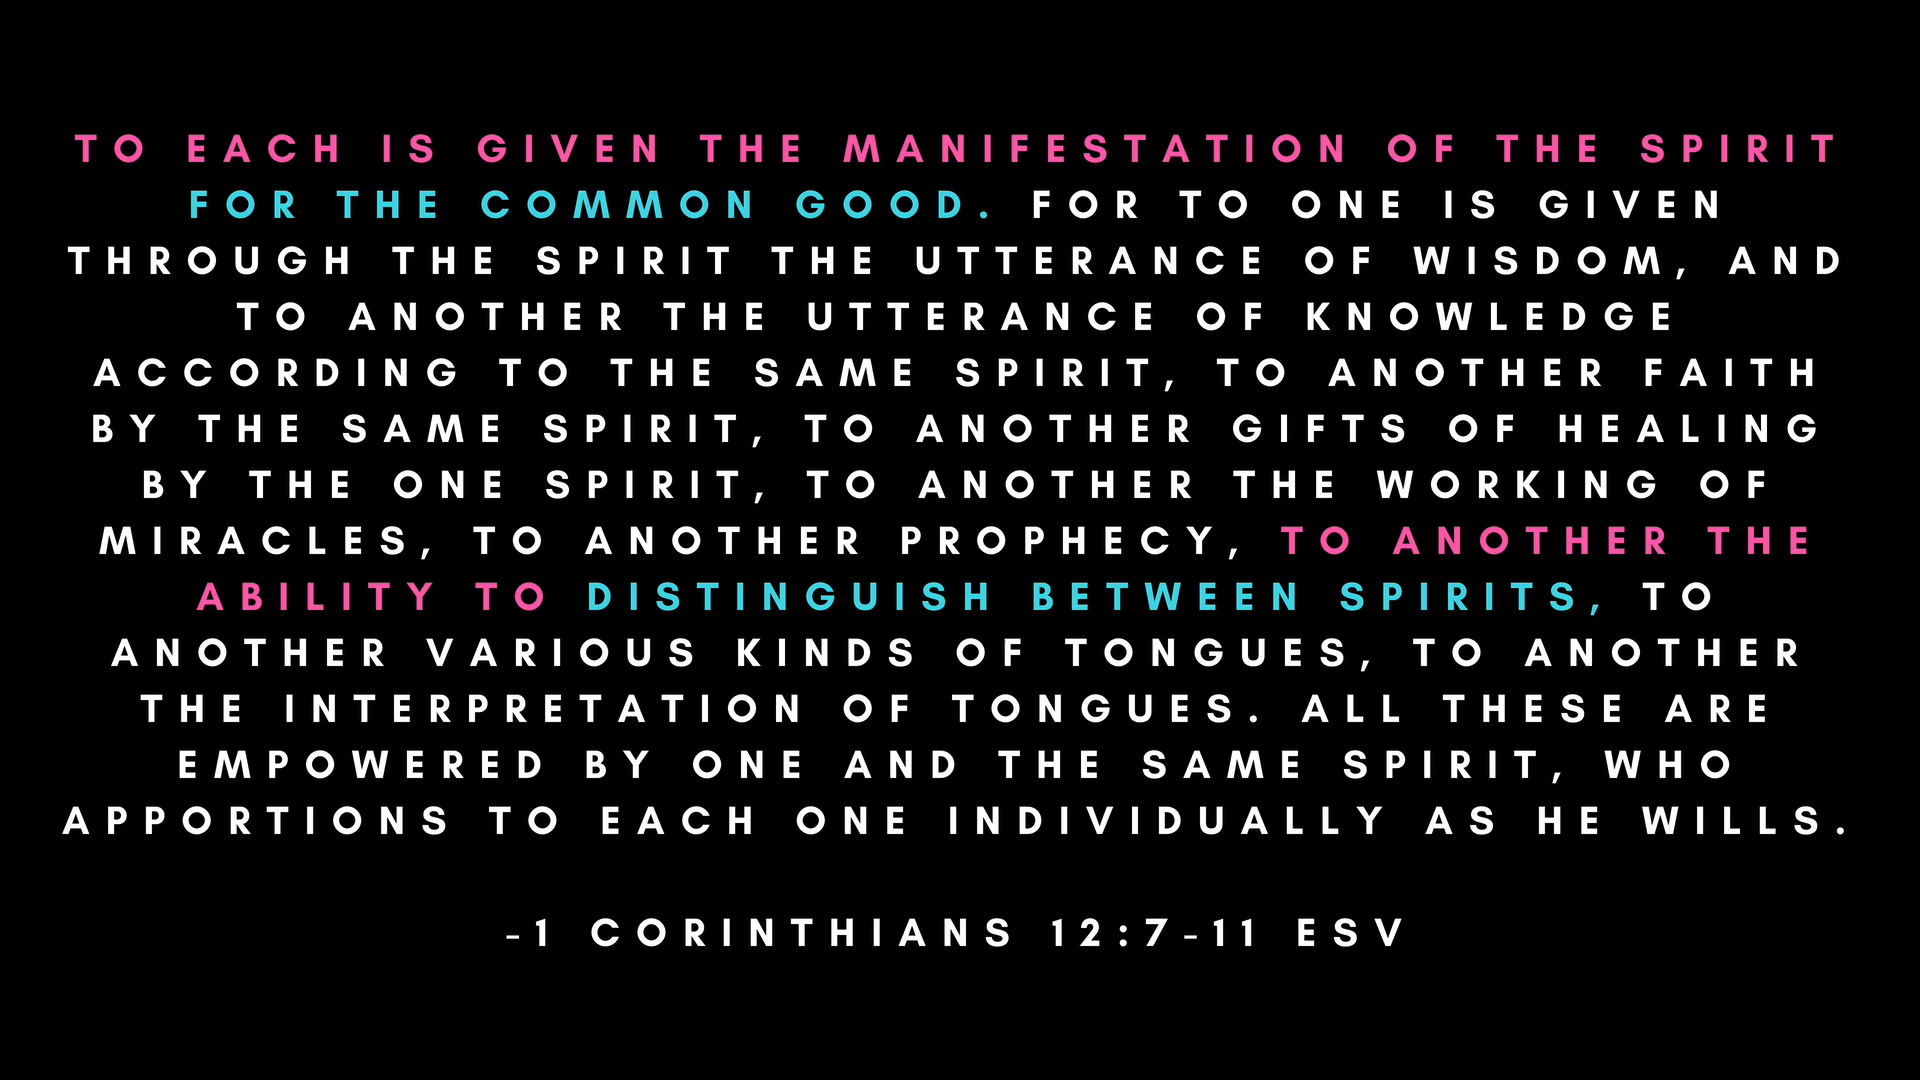 TO EACH IS GIVEN THE MANIFESTATION OF THE SPIRIT
FOR THE COMMON GOOD. FOR TO ONE IS GIVEN
THROUGH THE SPIRIT THE UTTERANCE OF WISDOM, AND
TO ANOTHER THE UTTERANCE OF KNOWLEDGE
ACCORDING TO THE SAME SPIRIT, TO ANOTHER FAITH
BY THE SAME SPIRIT, TO ANOTHER GIFTS OF HEALING
BY THE ONE SPIRIT, TO ANOTHER THE WORKING OF
MIRACLES, TO ANOTHER PROPHECY, TO ANOTHER THE
ABILITY TO DISTINGUISH BETWEEN SPIRITS, TO
ANOTHER VARIOUS KINDS OF TONGUES, TO ANOTHER
THE INTERPRETATION OF TONGUES. ALL THESE ARE
EMPOWERED BY ONE AND THE SAME SPIRIT, WHO
APPORTIONS TO EACH ONE INDIVIDUALLY AS HE WILLS.
-1 CORINTHIANS 12:7-11 ESV